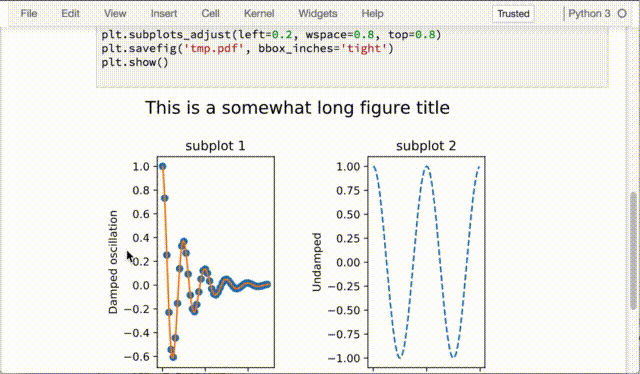 File Edit View Insert Cell Kernel Widgets Help Trusted Python 3
plt.subplots_adjust(left=0.2, wspace=0.8, top=0.8)
plt.savefig('tmp.pdf', bbox_inches='tight')
plt.show()
This is a somewhat long figure title
subplot 1
Damped oscillation
1.0
0.8
0.6
0.4
0.2
0.0
−0.2
−0.4
−0.6
subplot 2
Undamped
1.00
0.75
0.50
0.25
0.00
−0.25
−0.50
−0.75
−1.00